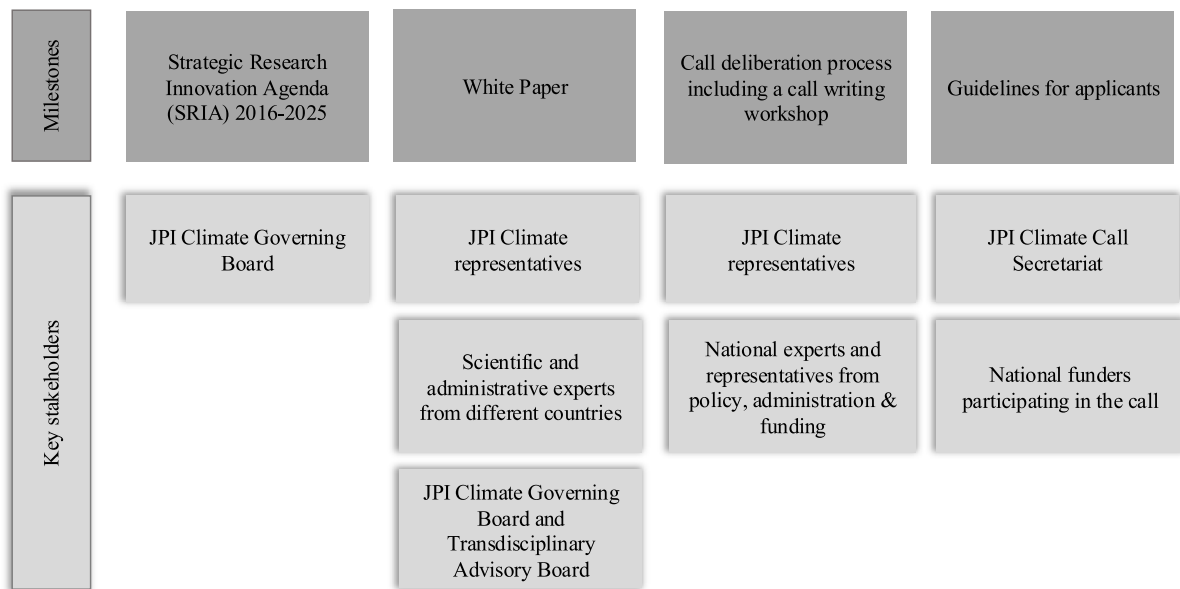 Milestones
Strategic Research
Innovation Agenda
(SRIA) 2016-2025
White Paper
Call deliberation process
including a call writing
workshop
Guidelines for applicants
Key stakeholders
JPI Climate Governing
Board
JPI Climate
representatives
JPI Climate
representatives
JPI Climate Call
Secretariat
Scientific and
administrative experts
from different countries
National experts and
representatives from
policy, administration &
funding
National funders
participating in the call
JPI Climate Governing
Board and
Transdisciplinary
Advisory Board